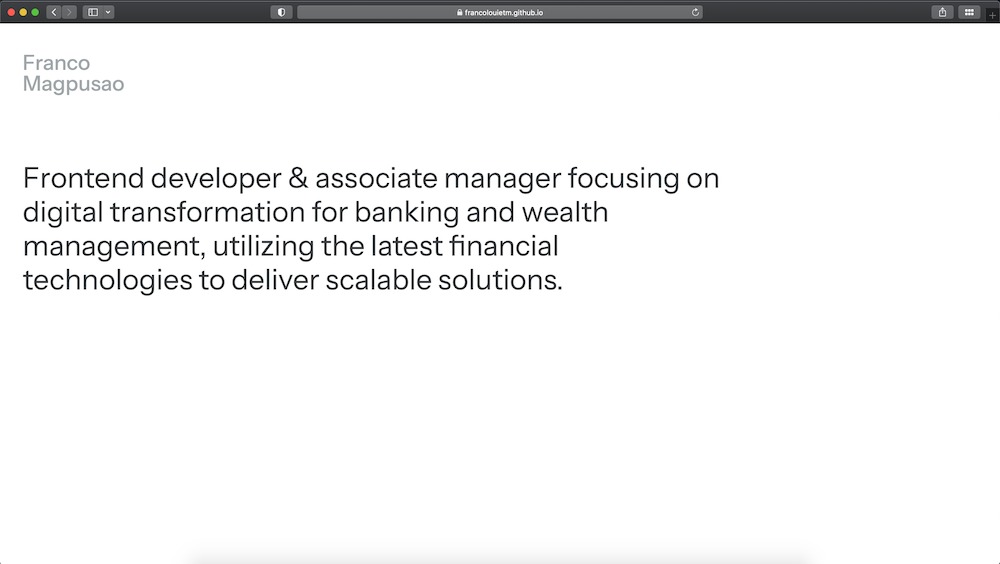 francolouietm.github.io
Franco
Magpusao
Frontend developer & associate manager focusing on
digital transformation for banking and wealth
management, utilizing the latest financial
technologies to deliver scalable solutions.